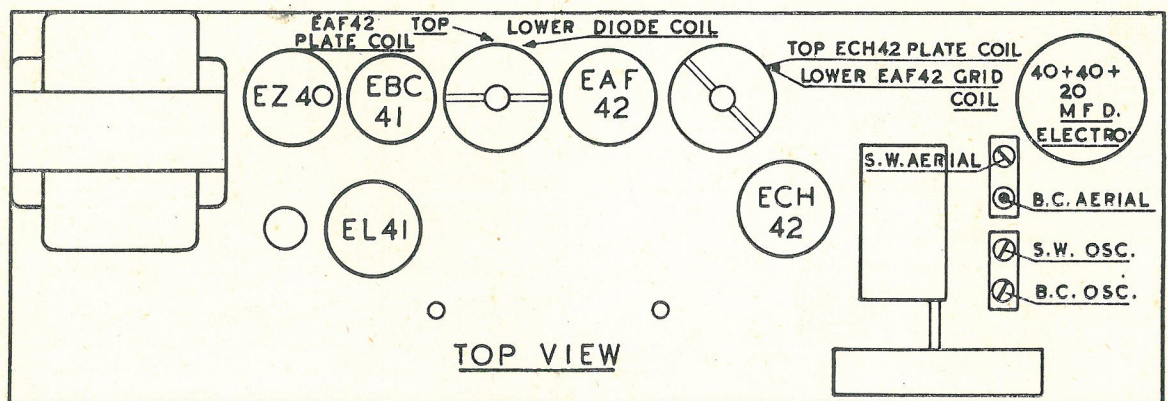 EAF42 TOP
PLATE COIL
LOWER DIODE COIL
TOP ECH42 PLATE COIL
LOWER EAF42 GRID
COIL
EZ40
EBC
41
EAF
42
40+40+
20
MFD.
ELECTRO.
S.W. AERIAL
B.C. AERIAL
ECH
42
EL41
S.W. OSC.
B.C. OSC.
TOP VIEW